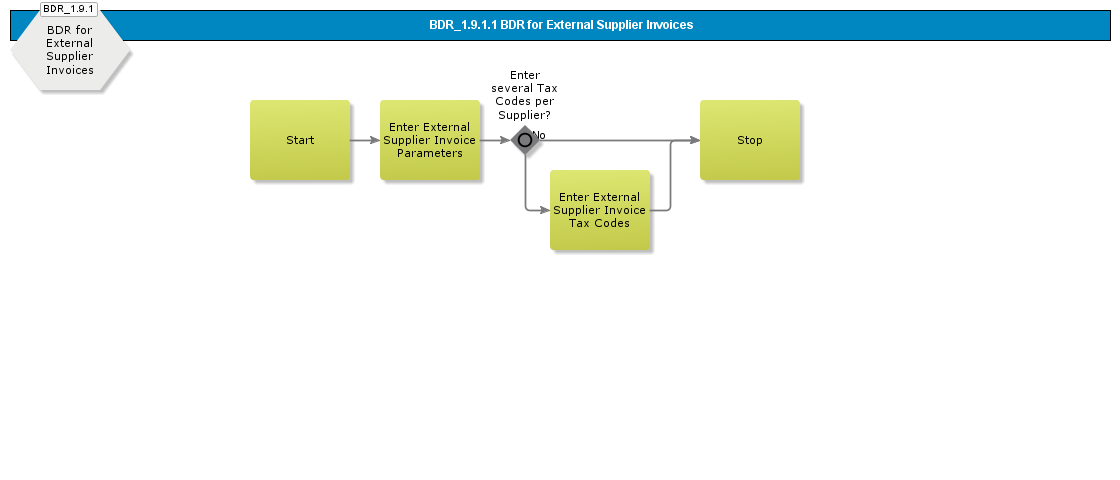 BDR_1.9.1
BDR_1.9.1.1 BDR for External Supplier Invoices
BDR for
External
Supplier
Invoices
Enter
several Tax
Codes per
Supplier?
Start
Enter External
Supplier Invoice
Parameters
No
Stop
Enter External
Supplier Invoice
Tax Codes